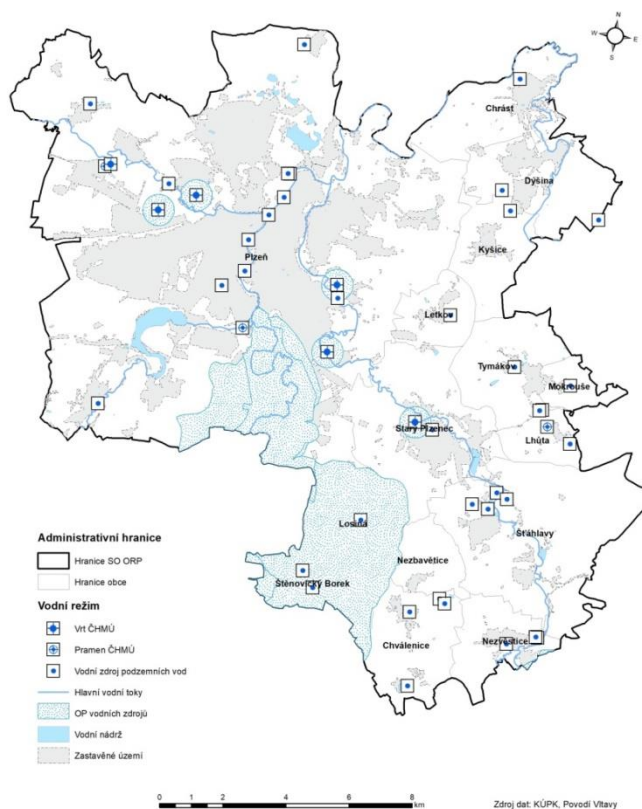 N
W E
S
Chrást
Dýšina
Kyšice
Plzeň
Letkov
Tymákov
Mokrouše
Lhůta
Starý Plzenec
Losiná
Šťáhlavy
Nezbavětice
Štěnovický Borek
Chválenice
Nezvěstice
Administrativní hranice
Hranice SO ORP
Hranice obce
Vodní režim
Vrt ČHMÚ
Pramen ČHMÚ
Vodní zdroj podzemních vod
Hlavní vodní toky
OP vodních zdrojů
Vodní nádrž
Zastavěné území
0 2 4 6 8
km
Zdroj dat: KÚPK, Povodí Vltavy